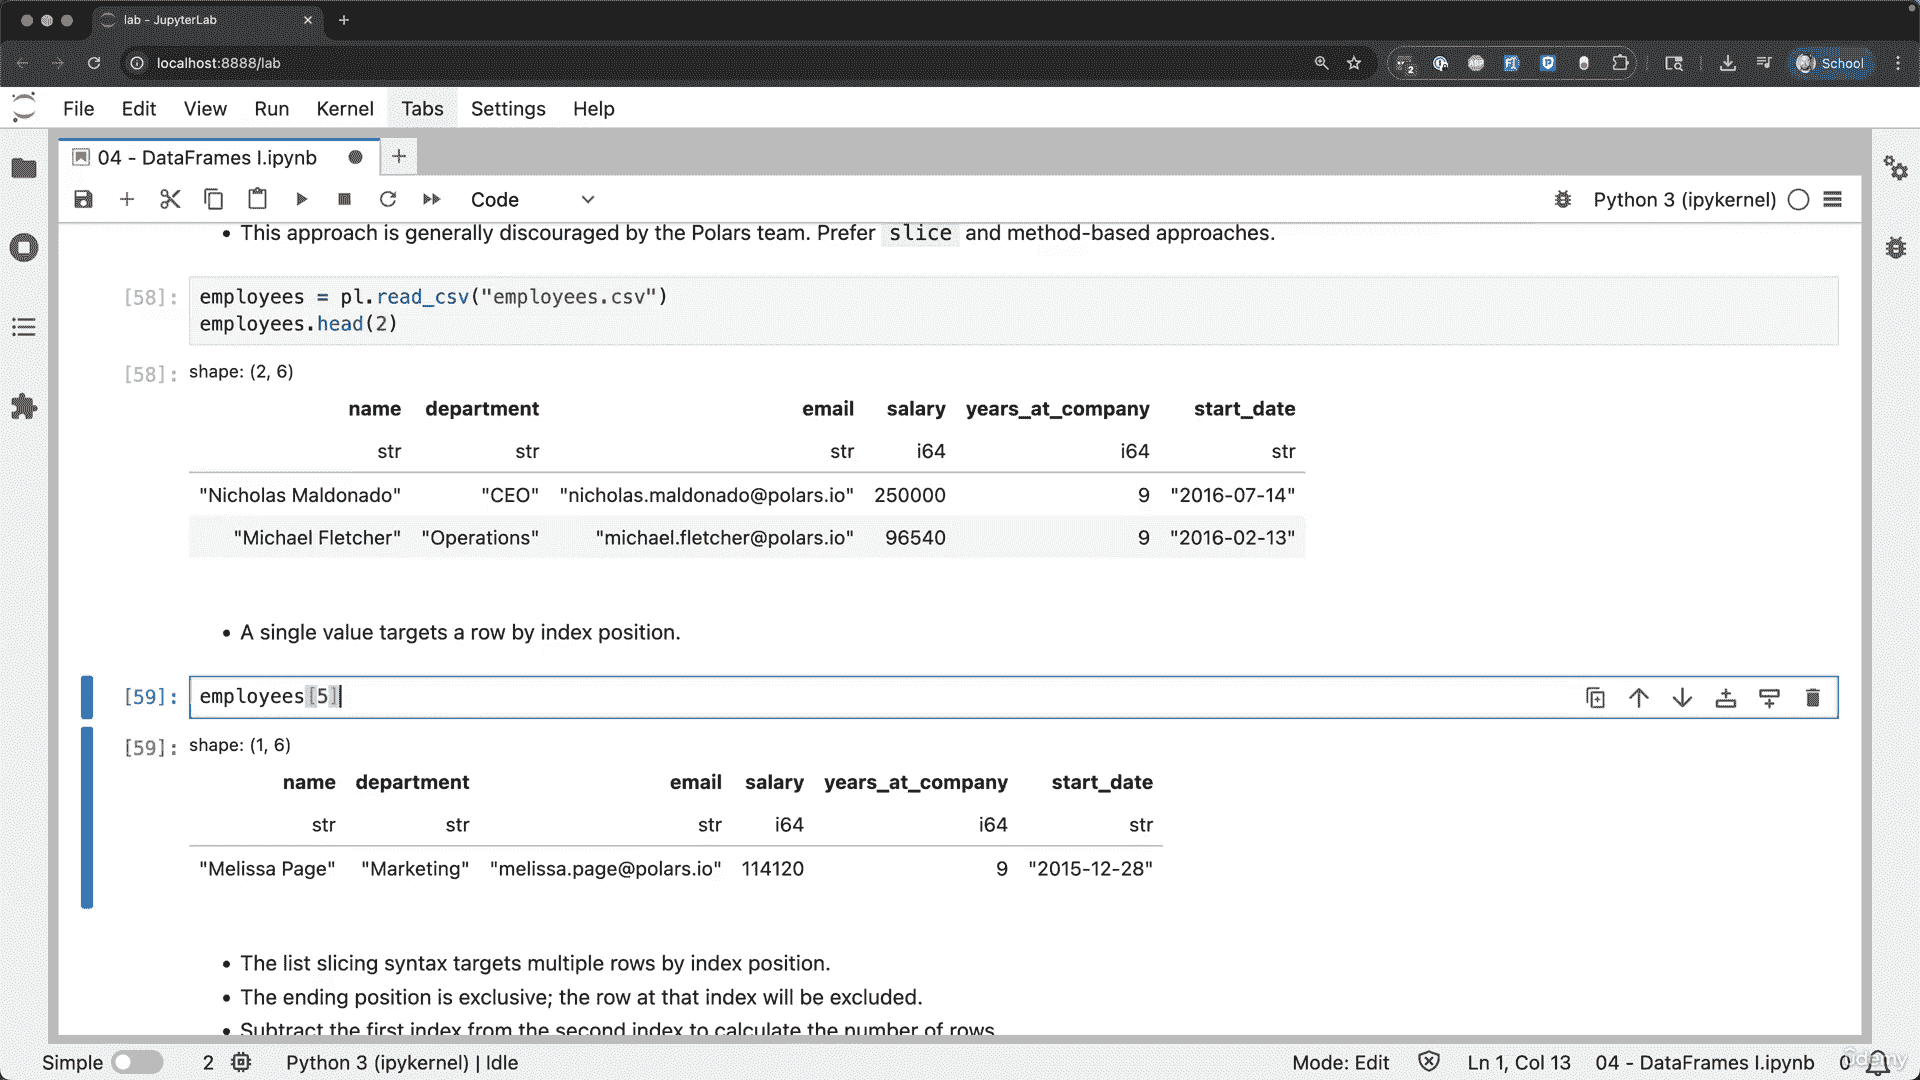 lab - JupyterLab
localhost:8888/lab
2
ABP
School
File Edit View Run Kernel Tabs Settings Help
04 - DataFrames I.ipynb
Code
Python 3 (ipykernel)
• This approach is generally discouraged by the Polars team. Prefer slice and method-based approaches.
[58]: employees = pl.read_csv("employees.csv")
employees.head(2)
[58]: shape: (2, 6)
name department email salary years_at_company start_date
str str str i64 i64 str
"Nicholas Maldonado" "CEO" "nicholas.maldonado@polars.io" 250000 9 "2016-07-14"
"Michael Fletcher" "Operations" "michael.fletcher@polars.io" 96540 9 "2016-02-13"
• A single value targets a row by index position.
[59]: employees[5]
[59]: shape: (1, 6)
name department email salary years_at_company start_date
str str str i64 i64 str
"Melissa Page" "Marketing" "melissa.page@polars.io" 114120 9 "2015-12-28"
• The list slicing syntax targets multiple rows by index position.
• The ending position is exclusive; the row at that index will be excluded.
• Subtract the first index from the second index to calculate the number of rows
Simple 2 Python 3 (ipykernel) | Idle Mode: Edit Ln 1, Col 13 04 - DataFrames I.ipynb 0
udemy